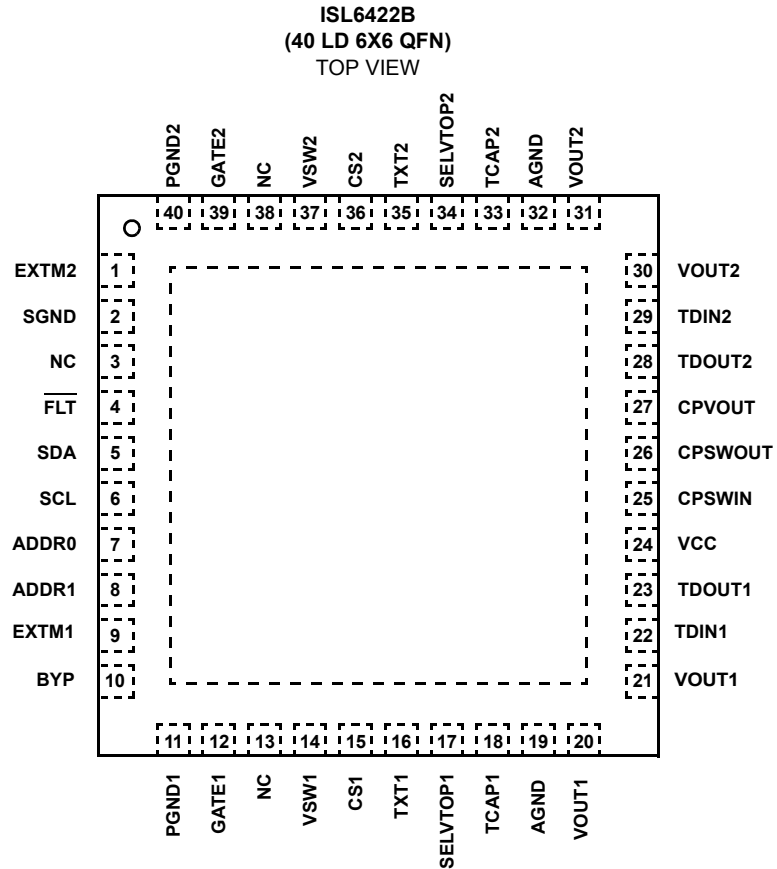 ISL6422B
(40 LD 6X6 QFN)
TOP VIEW
PGND2
GATE2
NC
VSW2
CS2
TXT2
SELVTOP2
TCAP2
AGND
VOUT2
40 39 38 37 36 35 34 33 32 31
EXTM2 1
SGND 2
NC 3
FLT 4
SDA 5
SCL 6
ADDR0 7
ADDR1 8
EXTM1 9
BYP 10
30 VOUT2
29 TDIN2
28 TDOUT2
27 CPVOUT
26 CPSWOUT
25 CPSWIN
24 VCC
23 TDOUT1
22 TDIN1
21 VOUT1
11 12 13 14 15 16 17 18 19 20
PGND1
GATE1
NC
VSW1
CS1
TXT1
SELVTOP1
TCAP1
AGND
VOUT1